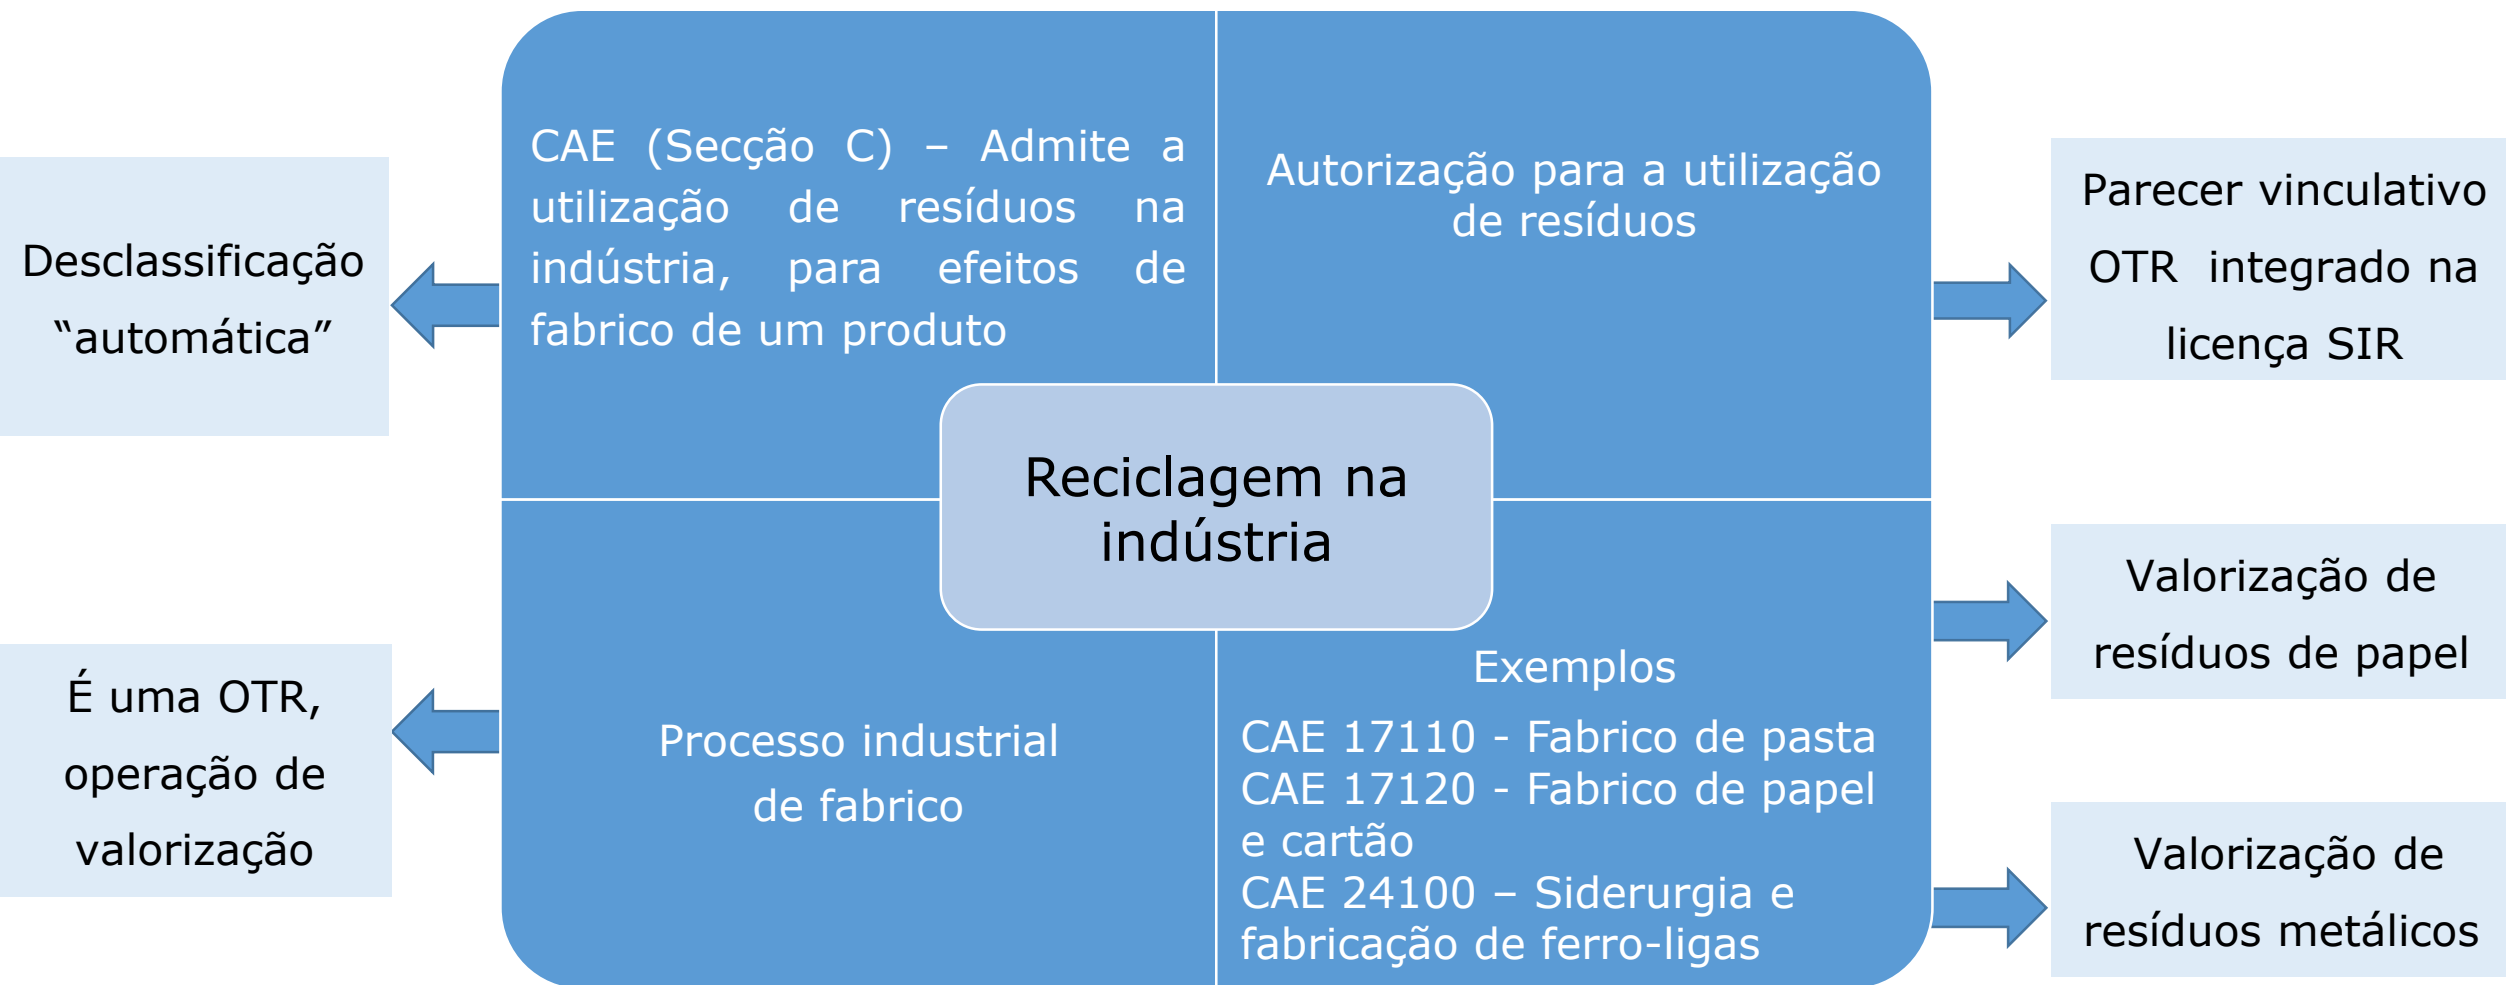 CAE (Secção C) – Admite a
utilização de resíduos na
indústria, para efeitos de
fabrico de um produto
Autorização para a utilização
de resíduos
Desclassificação
“automática”
Parecer vinculativo
OTR integrado na
licença SIR
Reciclagem na
indústria
É uma OTR,
operação de
valorização
Processo industrial
de fabrico
Exemplos
CAE 17110 - Fabrico de pasta
CAE 17120 - Fabrico de papel
e cartão
CAE 24100 – Siderurgia e
fabricação de ferro-ligas
Valorização de
resíduos de papel
Valorização de
resíduos metálicos